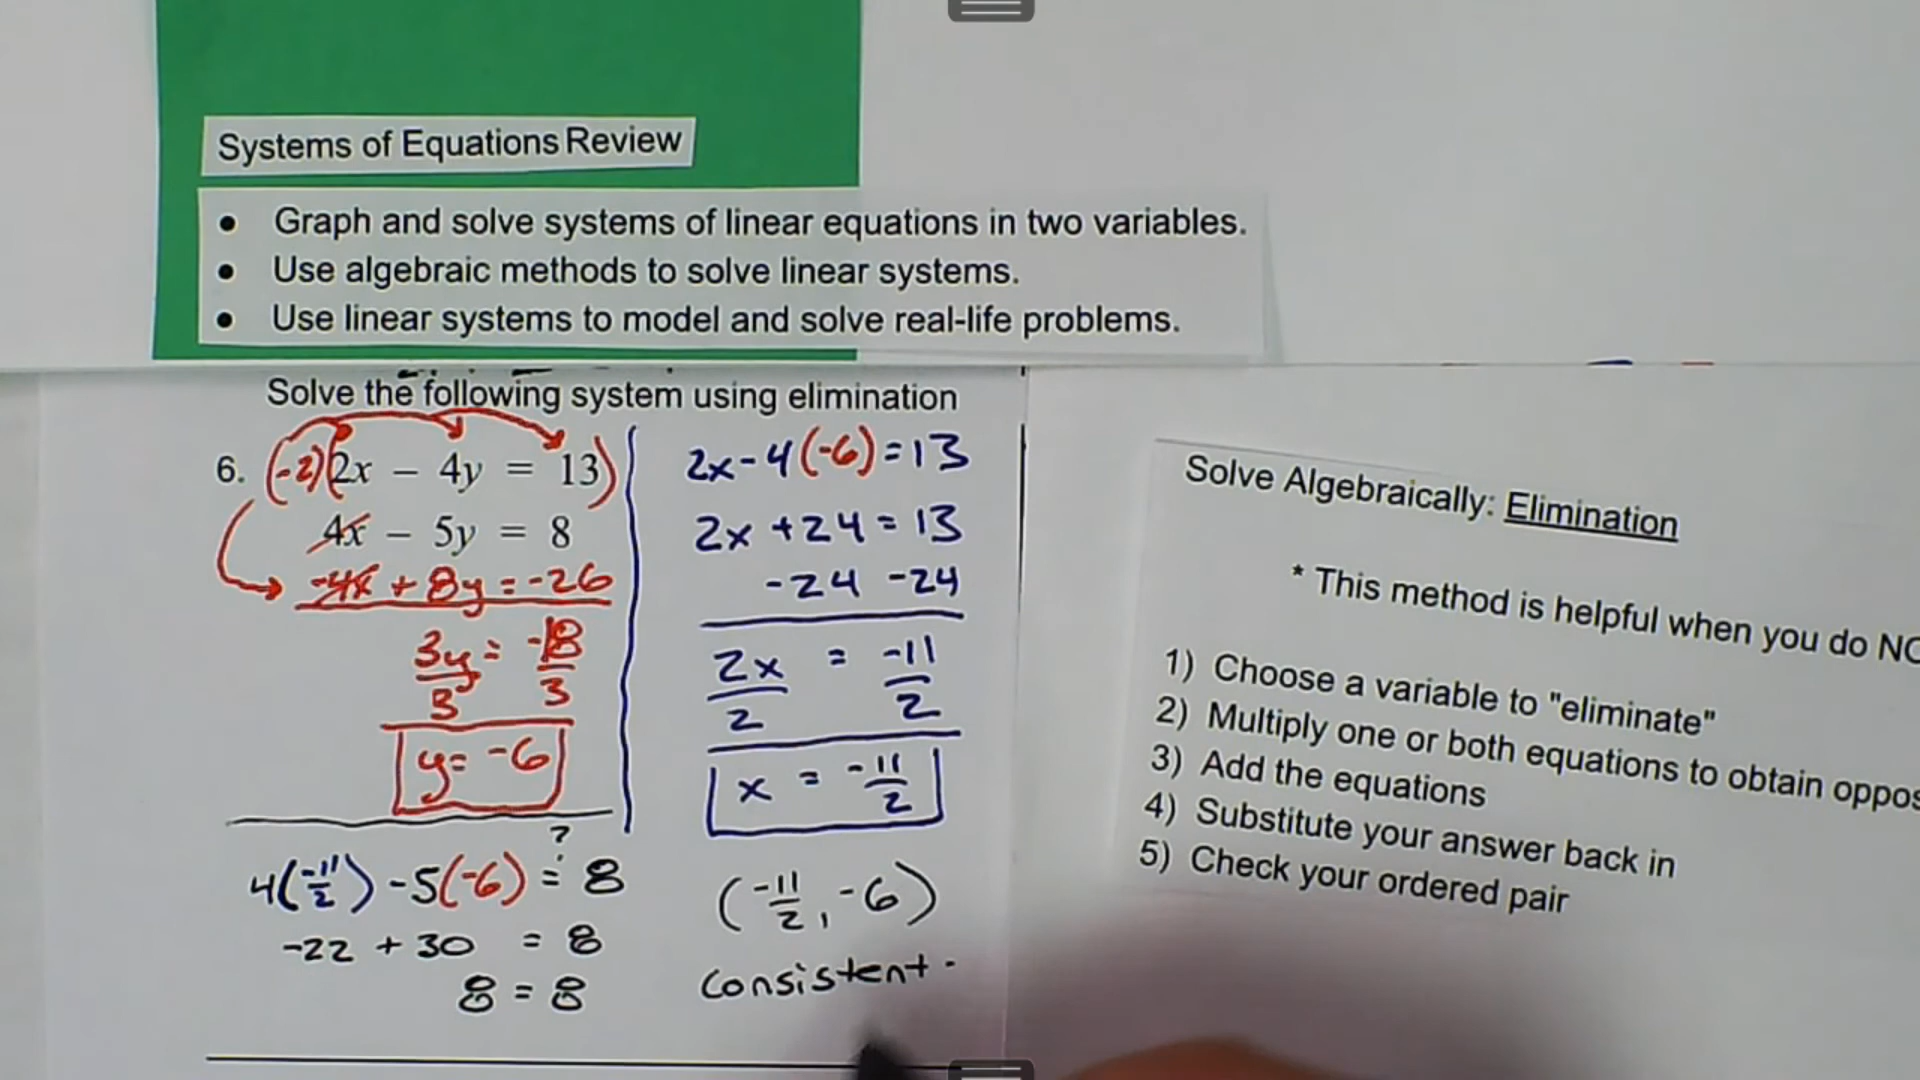 Systems of Equations Review
● Graph and solve systems of linear equations in two variables.
● Use algebraic methods to solve linear systems.
● Use linear systems to model and solve real-life problems.
Solve the following system using elimination
6. (-2)(2x – 4y = 13)
4x – 5y = 8
-4x + 8y = -26
3y = -18
3 3
y = -6
4(-11/2) - 5(-6) = 8
?
-22 + 30 = 8
8 = 8
2x - 4(-6) = 13
2x + 24 = 13
-24 -24
2x = -11
2 2
x = -11/2
(-11/2, -6)
consistent -
Solve Algebraically: Elimination
* This method is helpful when you do
1) Choose a variable to "eliminate"
2) Multiply one or both equations to obtain
3) Add the equations
4) Substitute your answer back in
5) Check your ordered pair